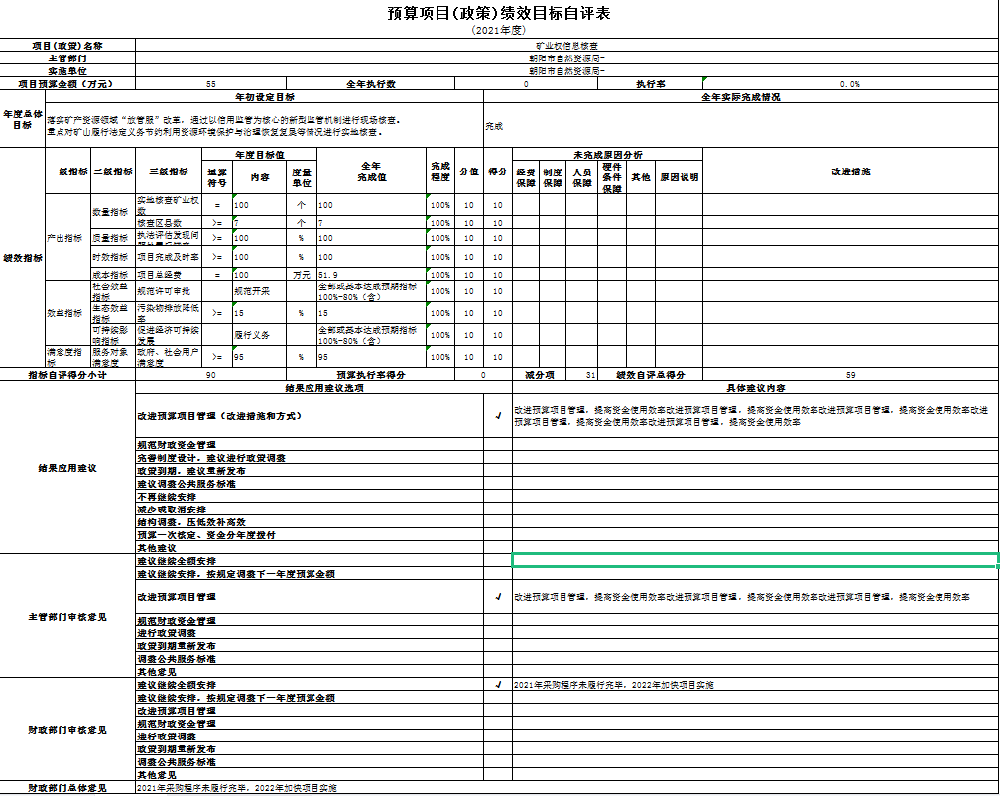 预算项目(政策)绩效目标自评表
(2021年度)
项目(政策)名称 矿业权信息核查
主管部门 朝阳市自然资源局-
实施单位 朝阳市自然资源局-
项目预算金额(万元) 55 全年执行数 0 执行率 0.0%
年度总体目标 年初设定目标 全年实际完成情况
落实矿产资源领域“放管服”改革，通过以信用监管为核心的新型监管机制进行现场核查。
重点对矿山履行法定义务节约利用资源环境保护与治理恢复复垦等情况进行实地核查。
完成
绩效指标 一级指标 二级指标 三级指标 年度目标值 全年完成值 完成程度 分值 得分 未完成原因分析 改进措施
运算符号 内容 度量单位 经费保障 制度保障 人员保障 硬件条件保障 其他 原因说明
产出指标 数量指标 实地核查矿业权数 = 100 个 100 100% 10 10
核查区县数 >= 7 个 7 100% 10 10
质量指标 执法评估发现问 >= 100 % 100 100% 10 10
时效指标 项目完成及时率 >= 100 % 100 100% 10 10
成本指标 项目总经费 = 100 万元 51.9 100% 10 10
效益指标 社会效益指标 规范许可审批 规范开采 全部或基本达成预期指标100%-80%（含） 100% 10 10
生态效益指标 污染物排放降低率 >= 15 % 15 100% 10 10
可持续影响指标 促进经济可持续发展 履行义务 全部或基本达成预期指标100%-80%（含） 100% 10 10
满意度指标 服务对象满意度 政府、社会用户满意度 >= 95 % 95 100% 10 10
指标自评得分小计 90 预算执行率得分 0 减分项 31 绩效自评总得分 59
结果应用建议 结果应用建议选项 具体建议内容
改进预算项目管理（改进措施和方式） √ 改进预算项目管理，提高资金使用效率改进预算项目管理，提高资金使用效率改进预算项目管理，提高资金使用效率改进
预算项目管理，提高资金使用效率改进预算项目管理，提高资金使用效率
规范财政资金管理
完善制度设计，建议进行政策调整
政策到期，建议重新发布
建议调整公共服务标准
不再继续安排
减少或取消安排
结构调整，压低效补高效
预算一次核定、资金分年度拨付
其他建议
主管部门审核意见 建议继续全额安排
建议继续安排，按规定调整下一年度预算金额
改进预算项目管理 √ 改进预算项目管理，提高资金使用效率改进预算项目管理，提高资金使用效率改进预算项目管理，提高资金使用效率
规范财政资金管理
进行政策调整
政策到期重新发布
调整公共服务标准
其他意见
财政部门审核意见 建议继续全额安排 √ 2021年采购程序未履行完毕，2022年加快项目实施
建议继续安排，按规定调整下一年度预算金额
改进预算项目管理
规范财政资金管理
进行政策调整
政策到期重新发布
调整公共服务标准
其他意见
财政部门总体意见 2021年采购程序未履行完毕，2022年加快项目实施